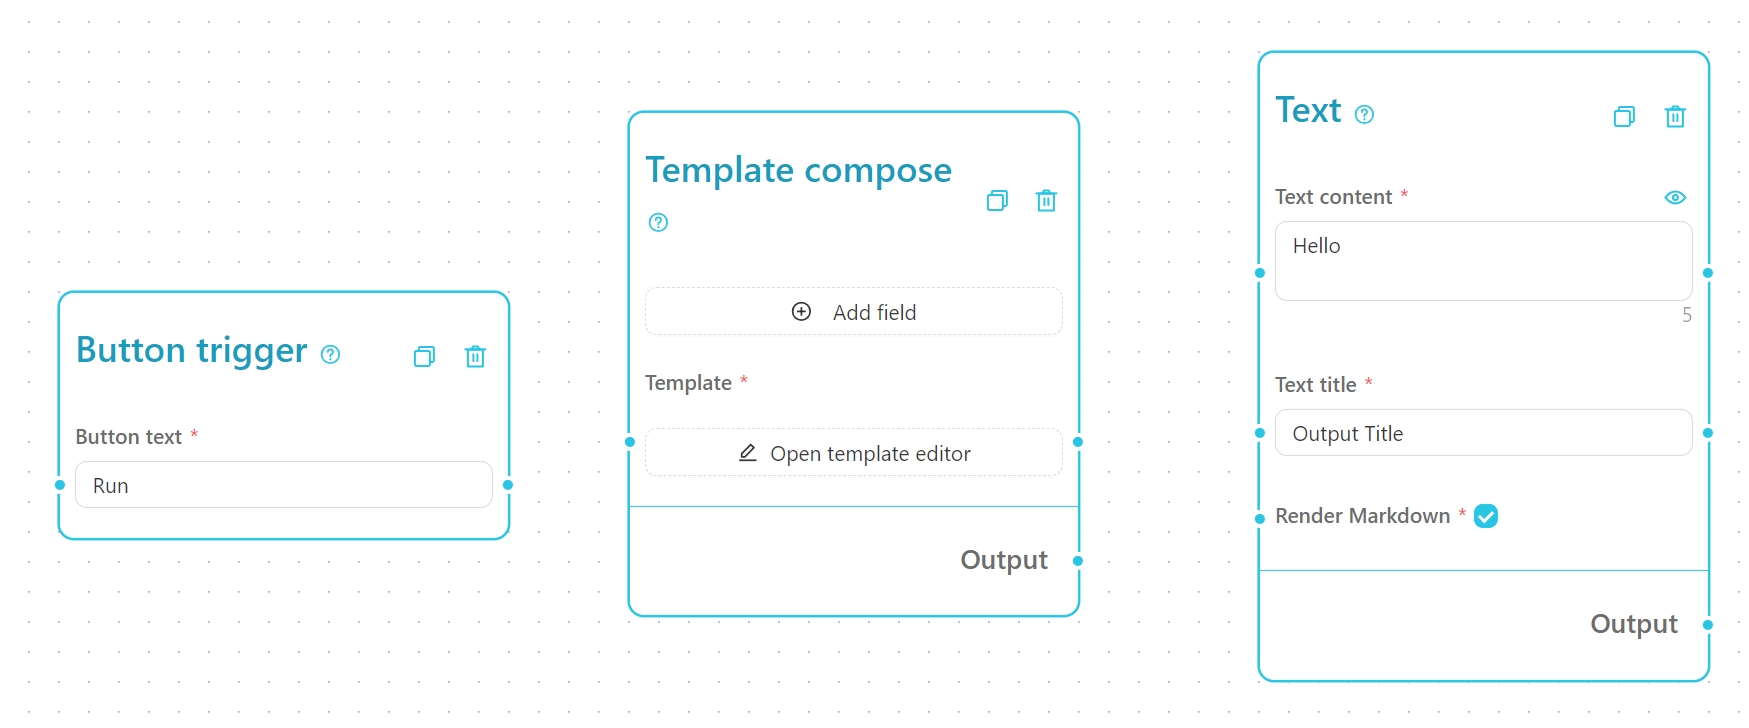 Button trigger
Button text *
Run
Template compose
Add field
Template *
Open template editor
Output
Text
Text content *
Hello
5
Text title *
Output Title
Render Markdown *
Output